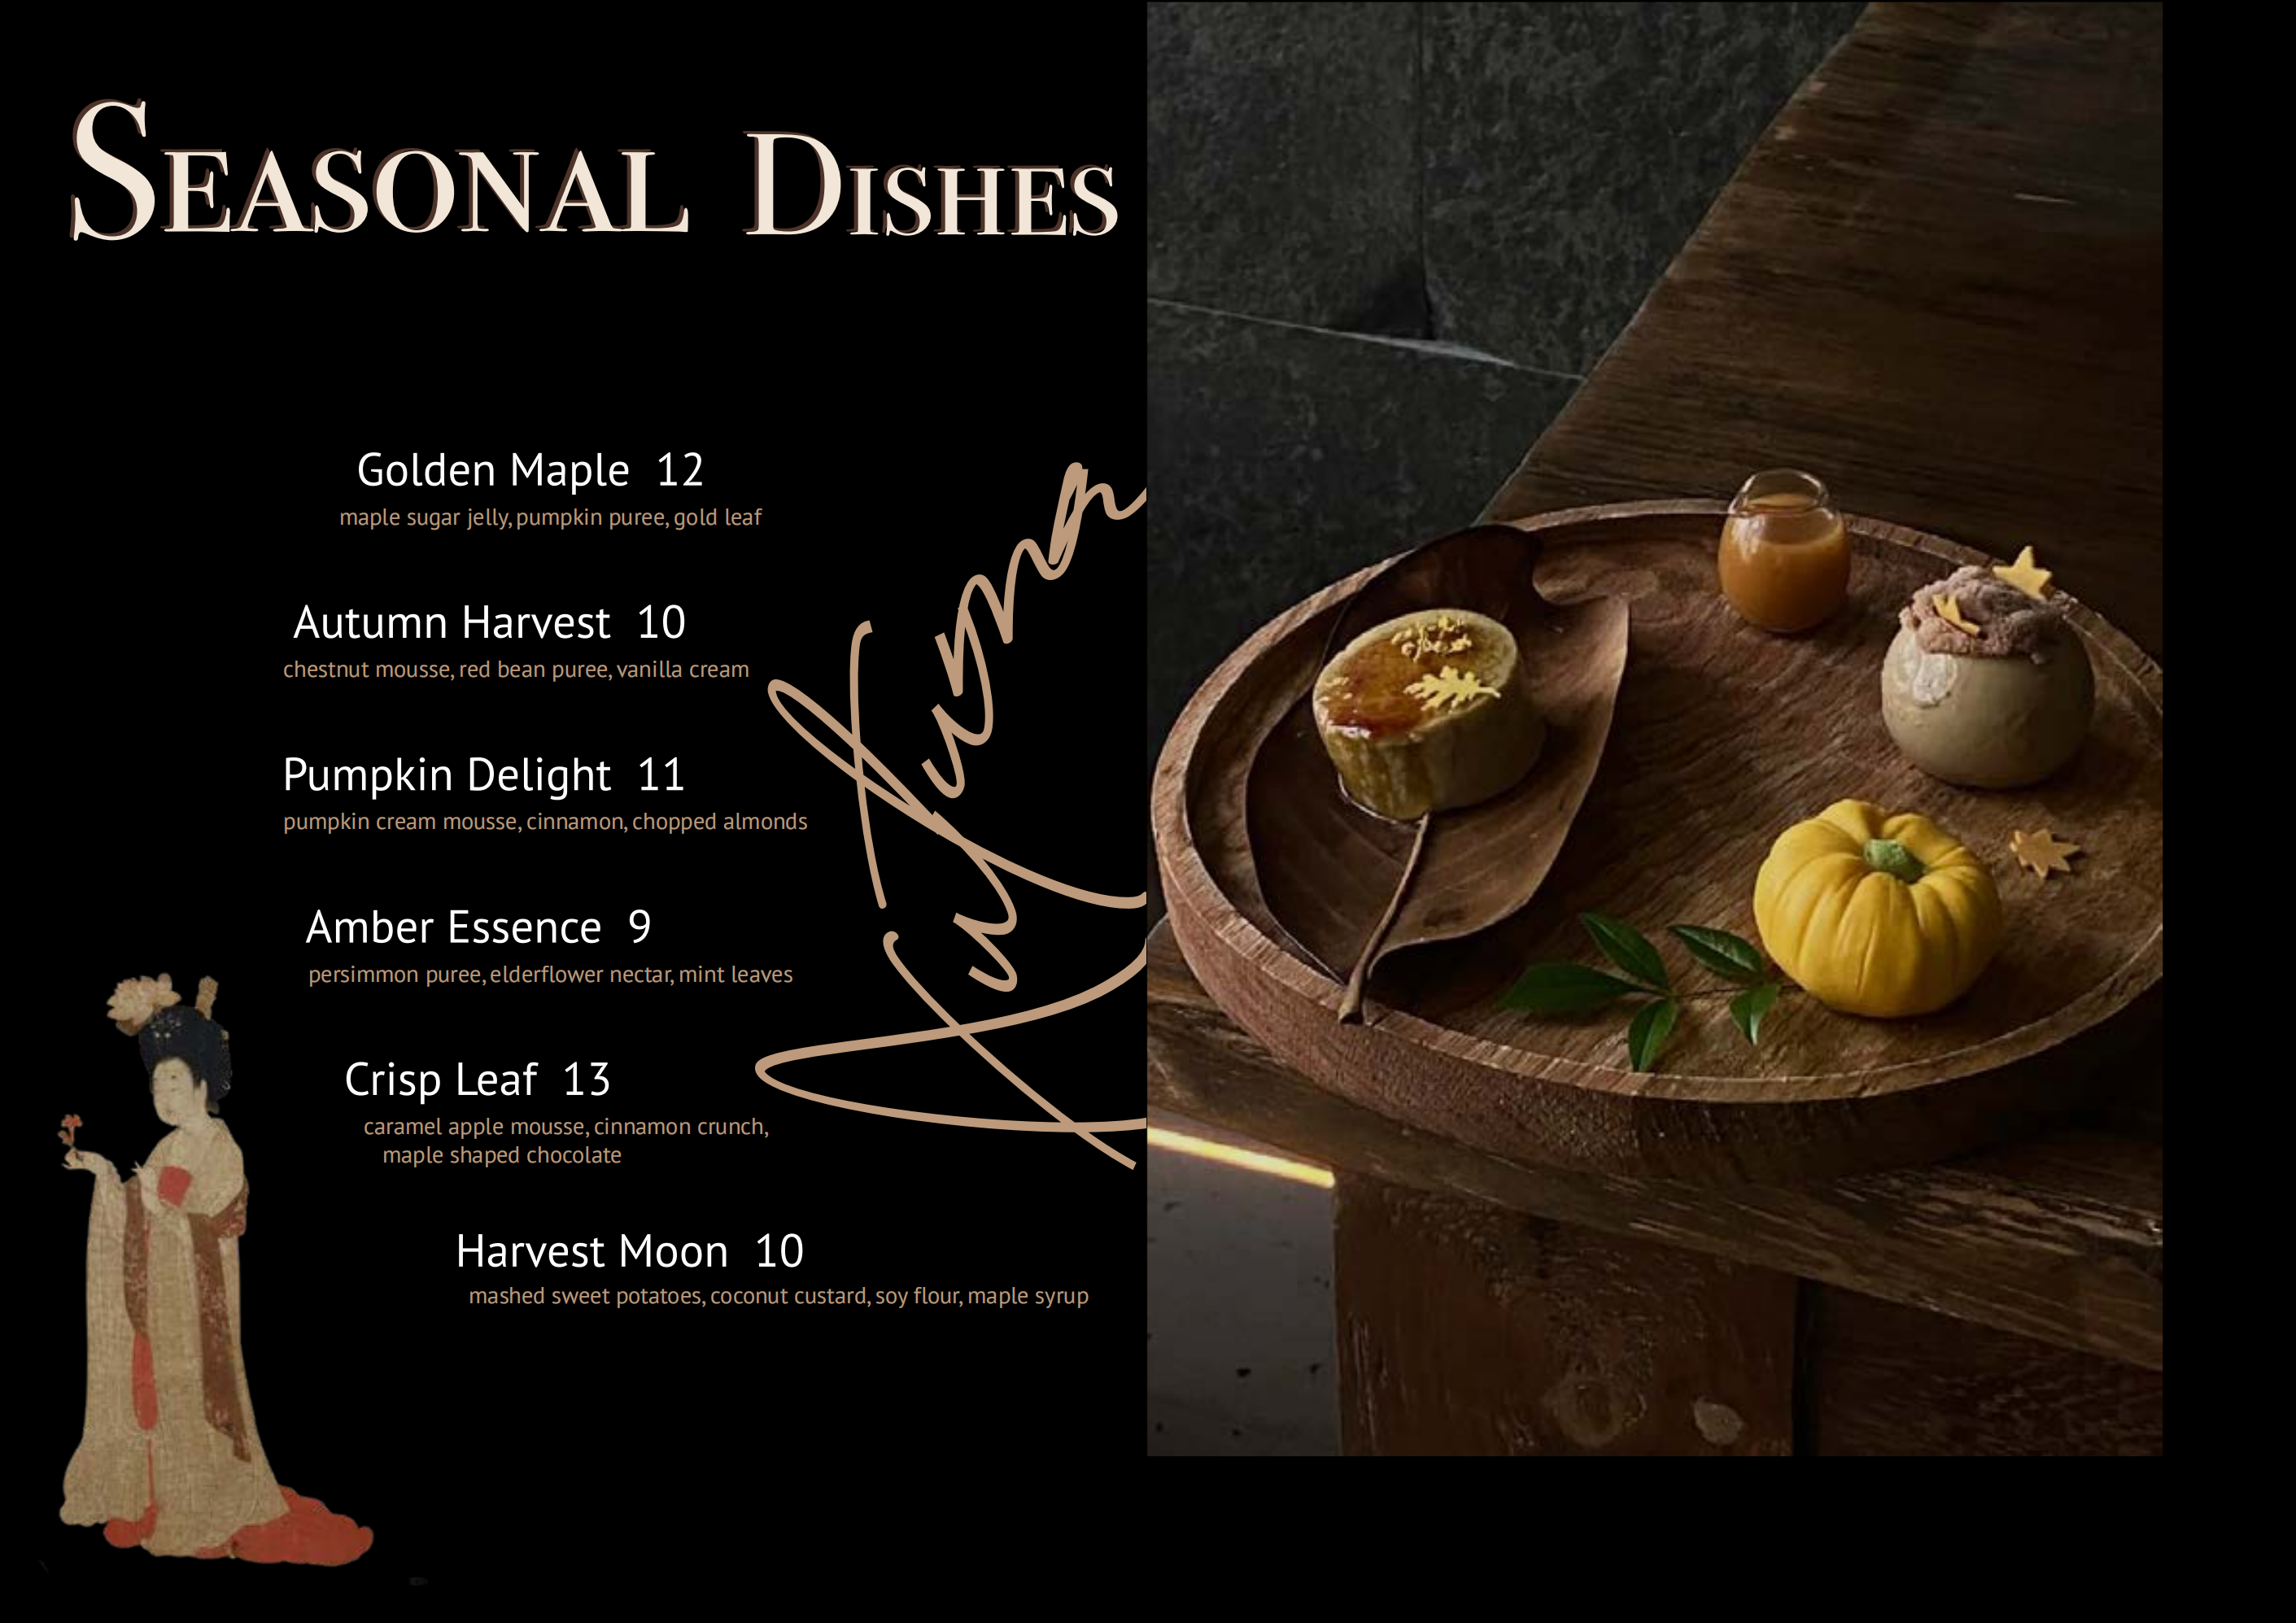 SEASONAL DISHES
Golden Maple 12
maple sugar jelly, pumpkin puree, gold leaf
Autumn Harvest 10
chestnut mousse, red bean puree, vanilla cream
Pumpkin Delight 11
pumpkin cream mousse, cinnamon, chopped almonds
Amber Essence 9
persimmon puree, elderflower nectar, mint leaves
Crisp Leaf 13
caramel apple mousse, cinnamon crunch,
maple shaped chocolate
Harvest Moon 10
mashed sweet potatoes, coconut custard, soy flour, maple syrup
Autumn